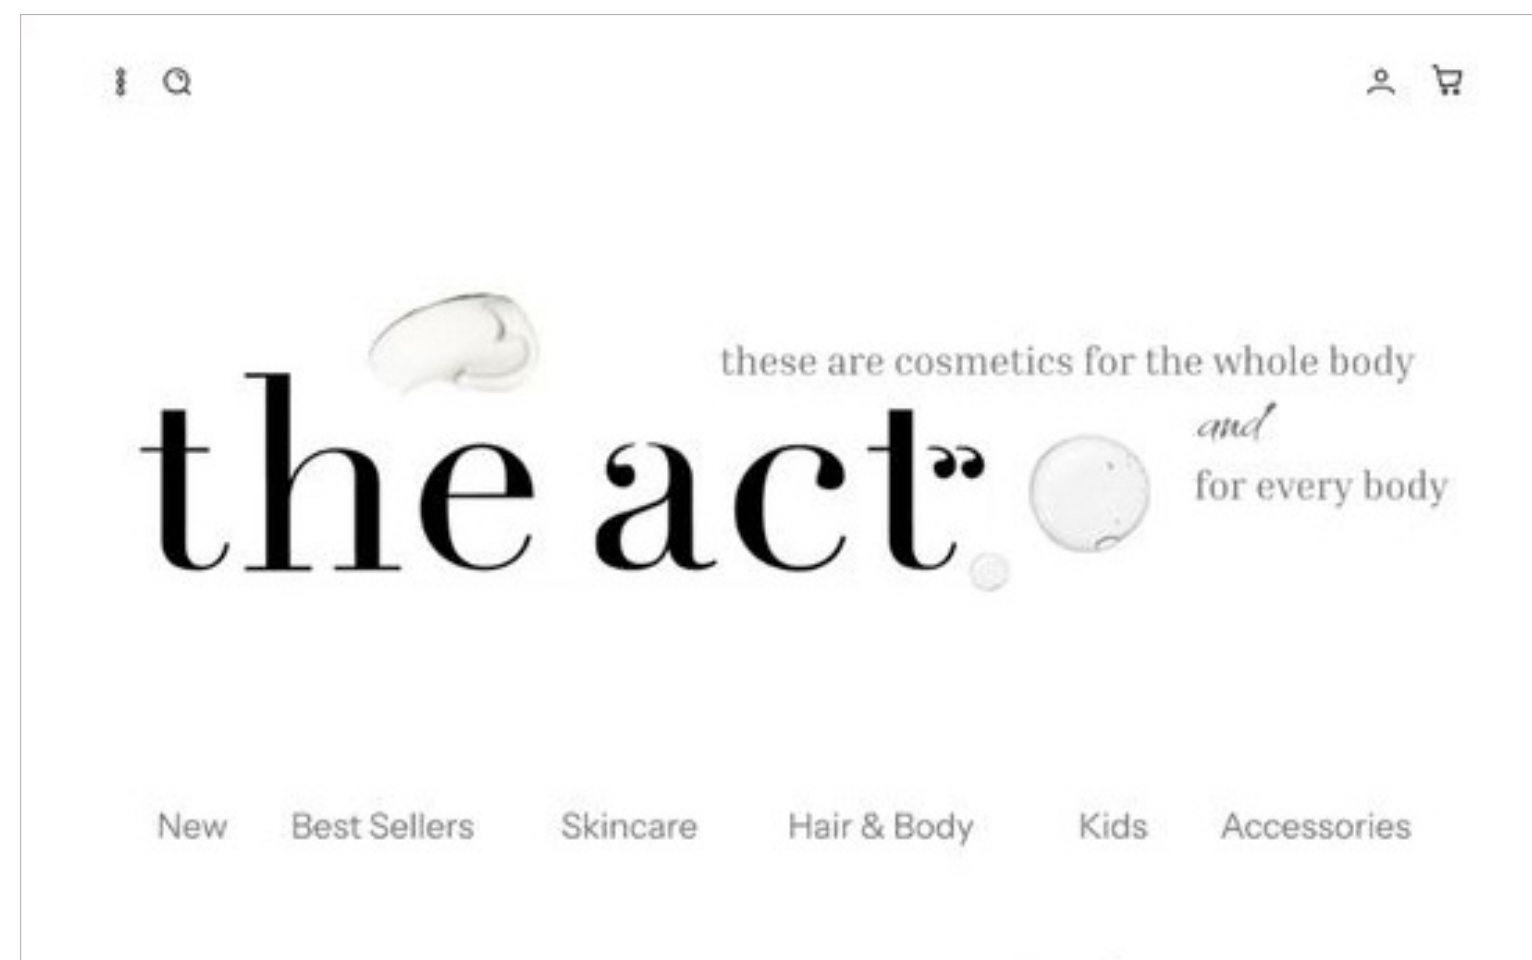 these are cosmetics for the whole body
the act”
and
for every body
New Best Sellers Skincare Hair & Body Kids Accessories